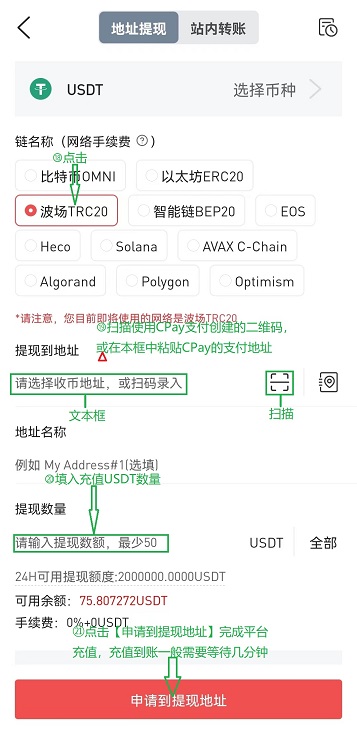 地址提现 站内转账
USDT 选择币种
链名称（网络手续费 ?）
⑱点击
比特币OMNI 以太坊ERC20
波场TRC20 智能链BEP20 EOS
Heco Solana AVAX C-Chain
Algorand Polygon Optimism
*请注意，您目前即将使用的网络是波场TRC20
⑲扫描使用CPay支付创建的二维码，
提现到地址 或在本框中粘贴CPay的支付地址
请选择收币地址，或扫码录入
文本框 扫描
地址名称
例如 My Address#1(选填)
⑳填入充值USDT数量
提现数量
请输入提现数额，最少50 USDT 全部
24H可用提现额度:2000000.0000USDT
可用余额：75.807272USDT
手续费：0%+0USDT
㉑点击【申请到提现地址】完成平台
充值，充值到账一般需要等待几分钟
申请到提现地址